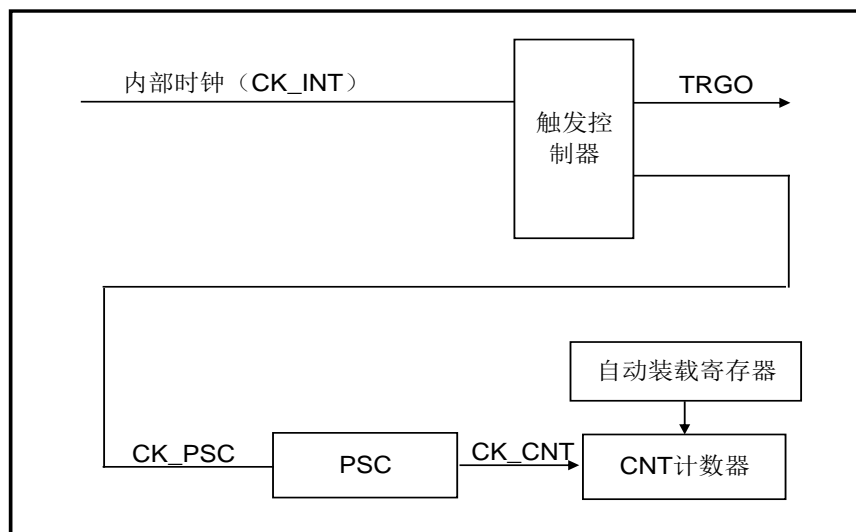 内部时钟（CK_INT）
TRGO
触发控
制器
自动装载寄存器
CK_PSC
PSC
CK_CNT
CNT计数器